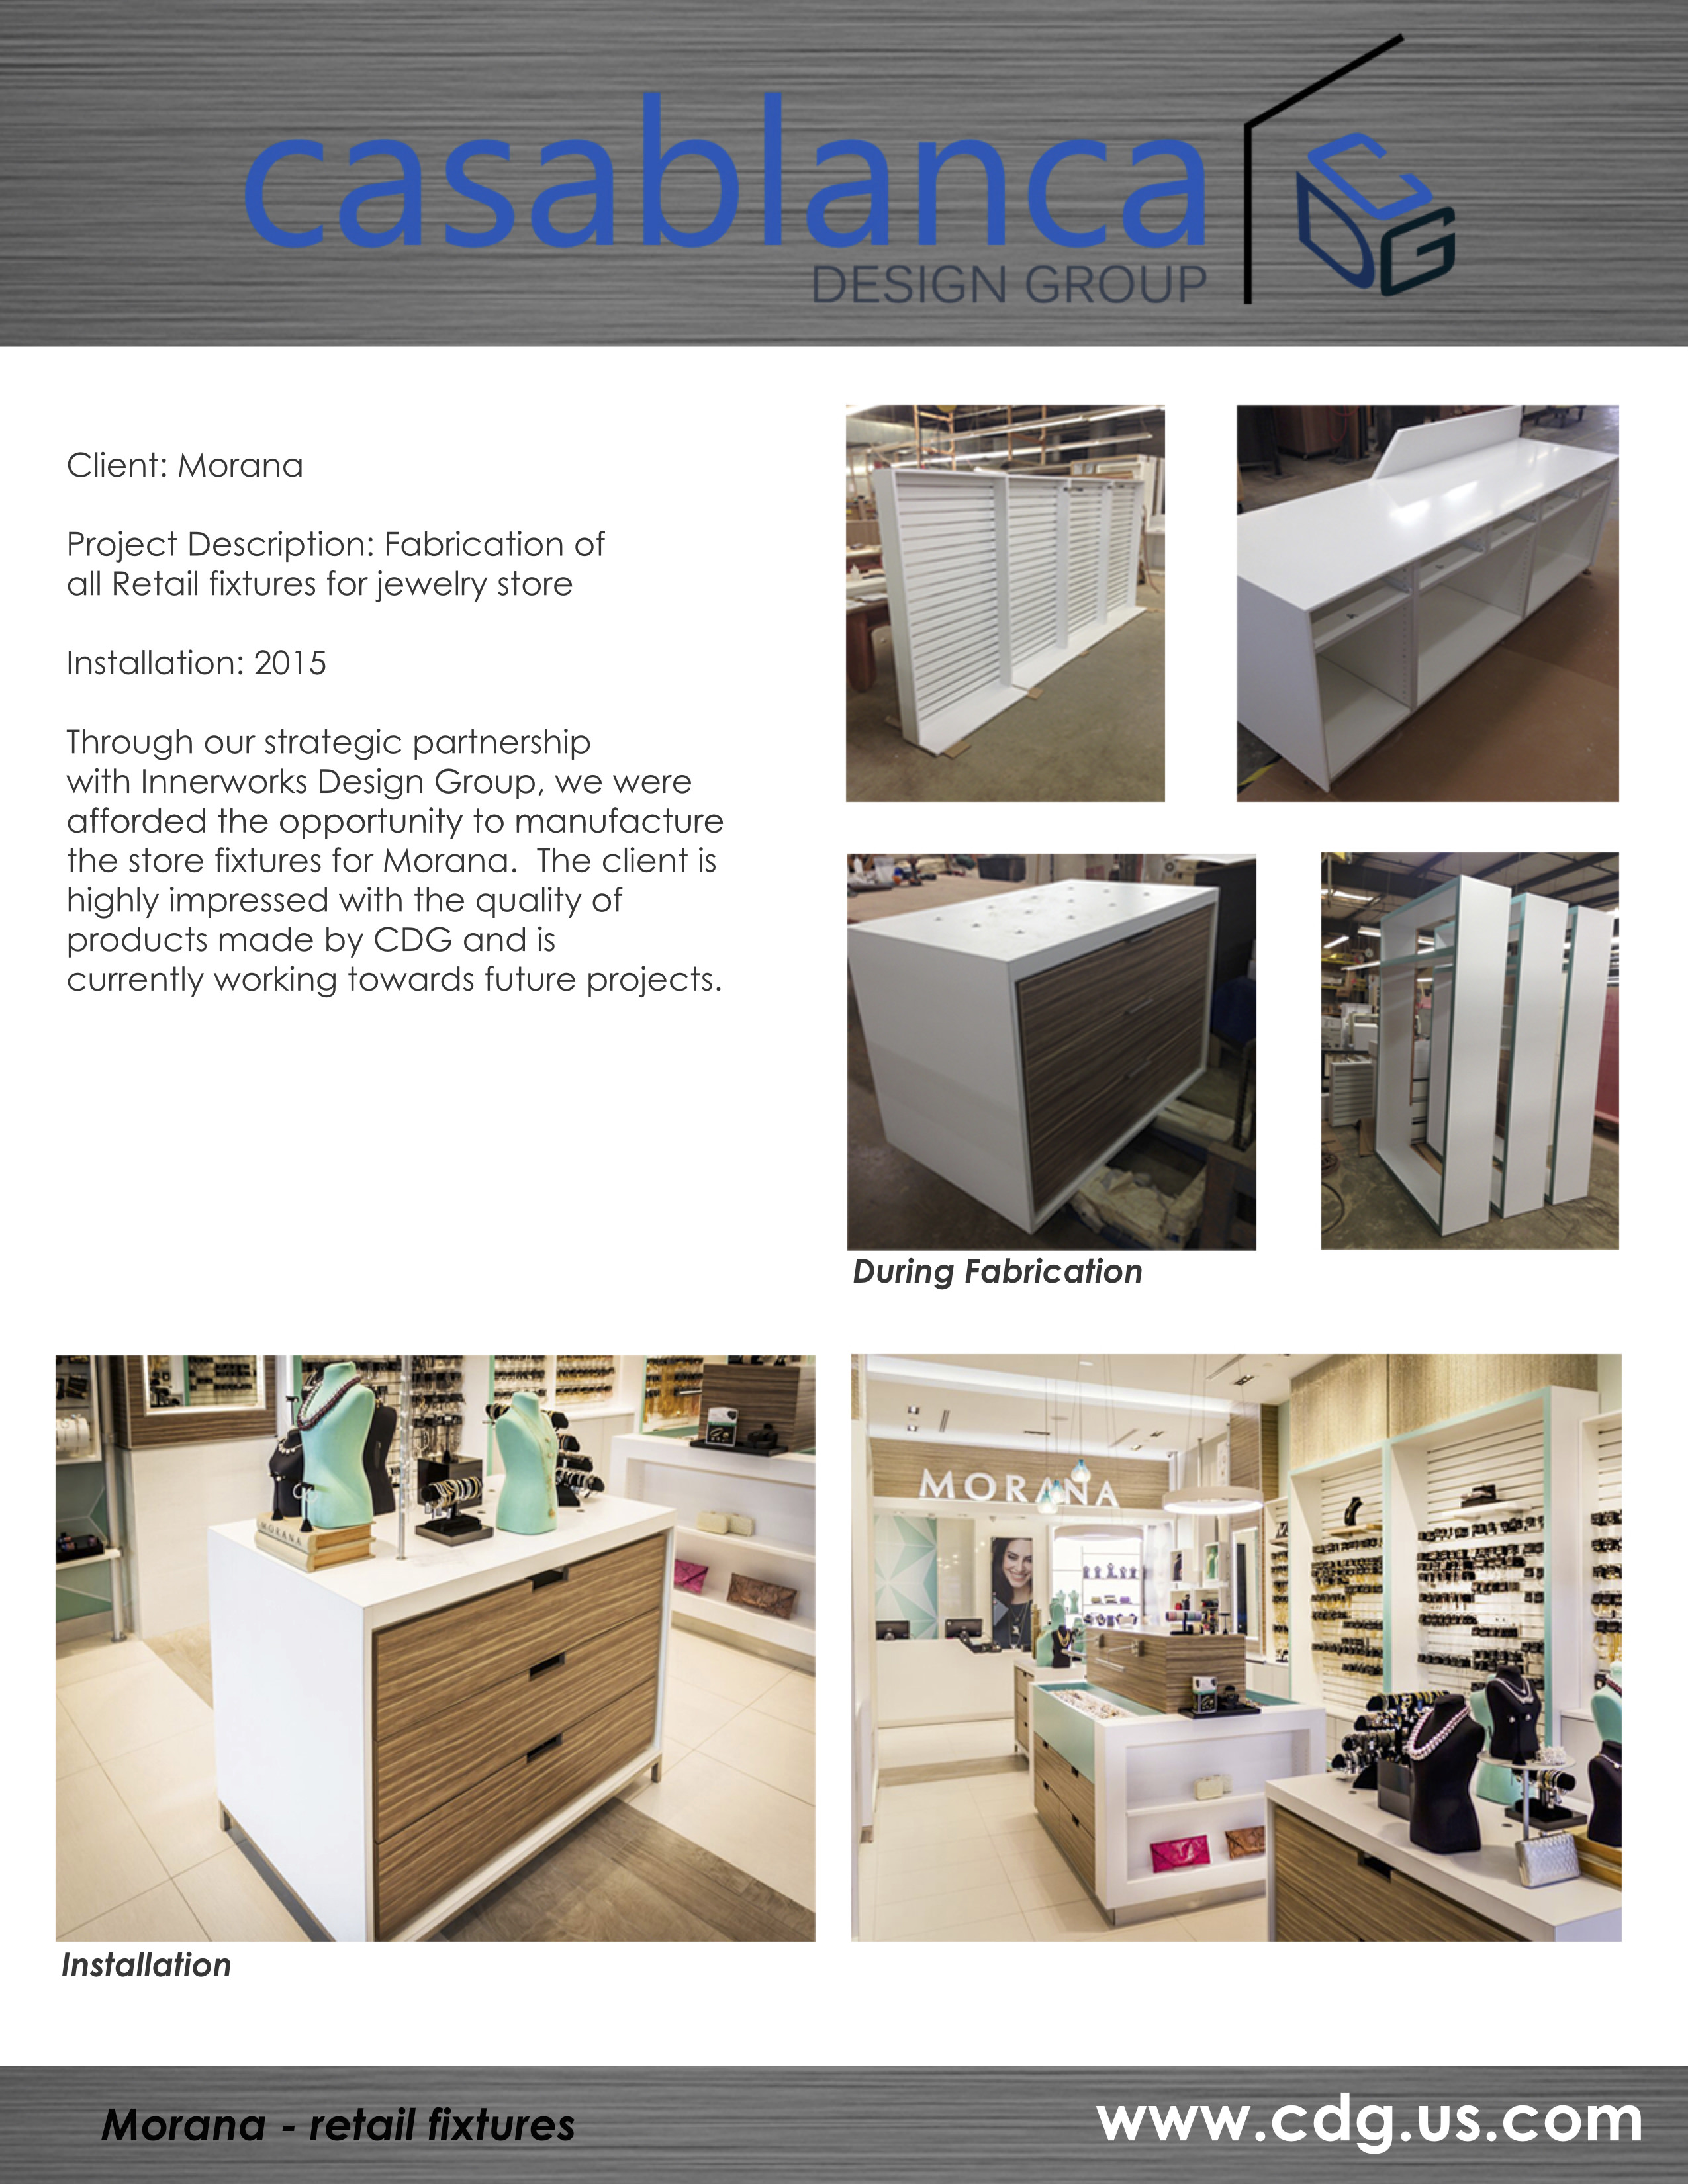 casablanca
DESIGN GROUP
CDG
Client: Morana
Project Description: Fabrication of
all Retail fixtures for jewelry store
Installation: 2015
Through our strategic partnership
with Innerworks Design Group, we were
afforded the opportunity to manufacture
the store fixtures for Morana.  The client is
highly impressed with the quality of
products made by CDG and is
currently working towards future projects.
During Fabrication
MORANA
MORANA
Installation
Morana - retail fixtures
www.cdg.us.com